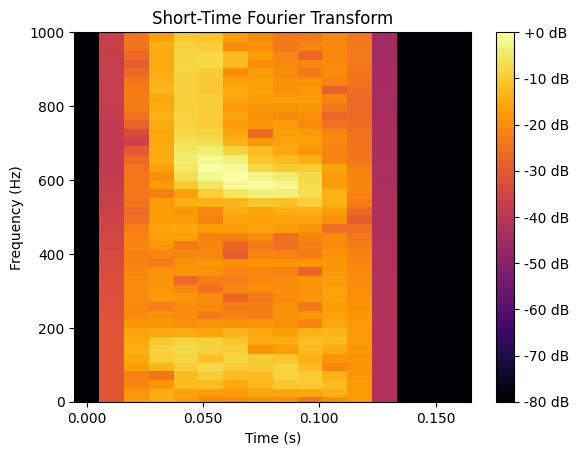 Short-Time Fourier Transform
1000
800
600
400
200
0
Frequency (Hz)
0.000
0.050
0.100
0.150
Time (s)
+0 dB
-10 dB
-20 dB
-30 dB
-40 dB
-50 dB
-60 dB
-70 dB
-80 dB